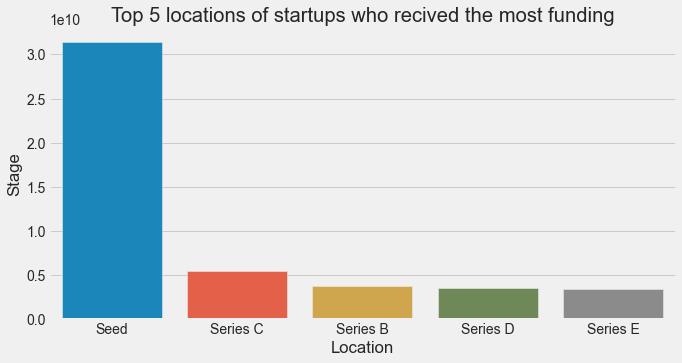 Top 5 locations of startups who recived the most funding
1e10
3.0
2.5
2.0
1.5
1.0
0.5
0.0
Stage
Seed Series C Series B Series D Series E
Location